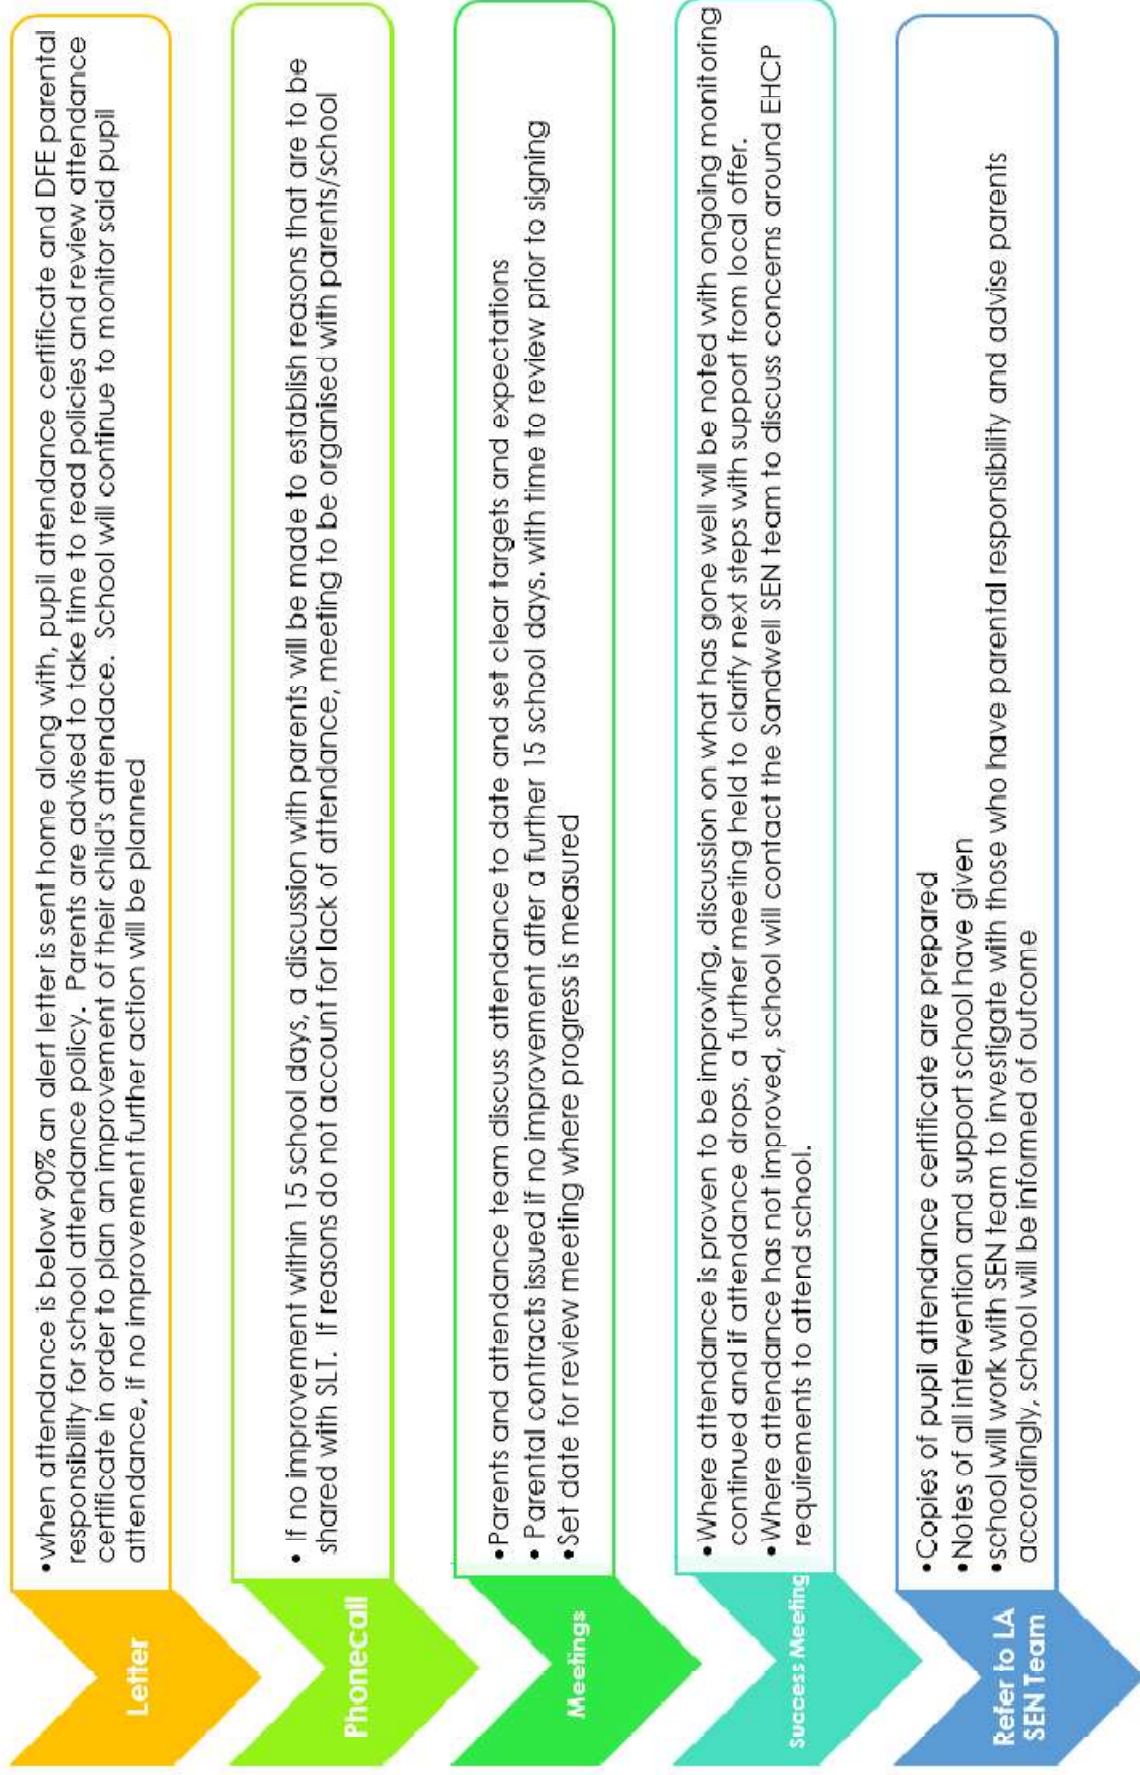 Letter
•when attendance is below 90% an alert letter is sent home along with, pupil attendance certificate and DFE parental
responsibility for school attendance policy.  Parents are advised to take time to read policies and review attendance
certificate in order to plan an improvement of their child's attendace.  School will continue to monitor said pupil
attendance, if no improvement further action will be planned
Phonecall
• If no improvement within 15 school days, a discussion with parents will be made to establish reasons that are to be
shared with SLT.  If reasons do not account for lack of attendance, meeting to be organised with parents/school
Meetings
•Parents and attendance team discuss attendance to date and set clear targets and expectations
• Parental contracts issued if no improvement after a further 15 school days, with time to review prior to signing
•Set date for review meeting where progress is measured
Success Meeting
•Where attendance is proven to be improving, discussion on what has gone well will be noted with ongoing monitoring
continued and if attendance drops, a further meeting held to clarify next steps with support from local offer.
•Where attendance has not improved, school will contact the Sandwell SEN team to discuss concerns around EHCP
requirements to attend school.
Refer to LA
SEN Team
•Copies of pupil attendance certificate are prepared
•Notes of all intervention and support school have given
•school will work with SEN team to investigate with those who have parental responsibility and advise parents
accordingly, school will be informed of outcome